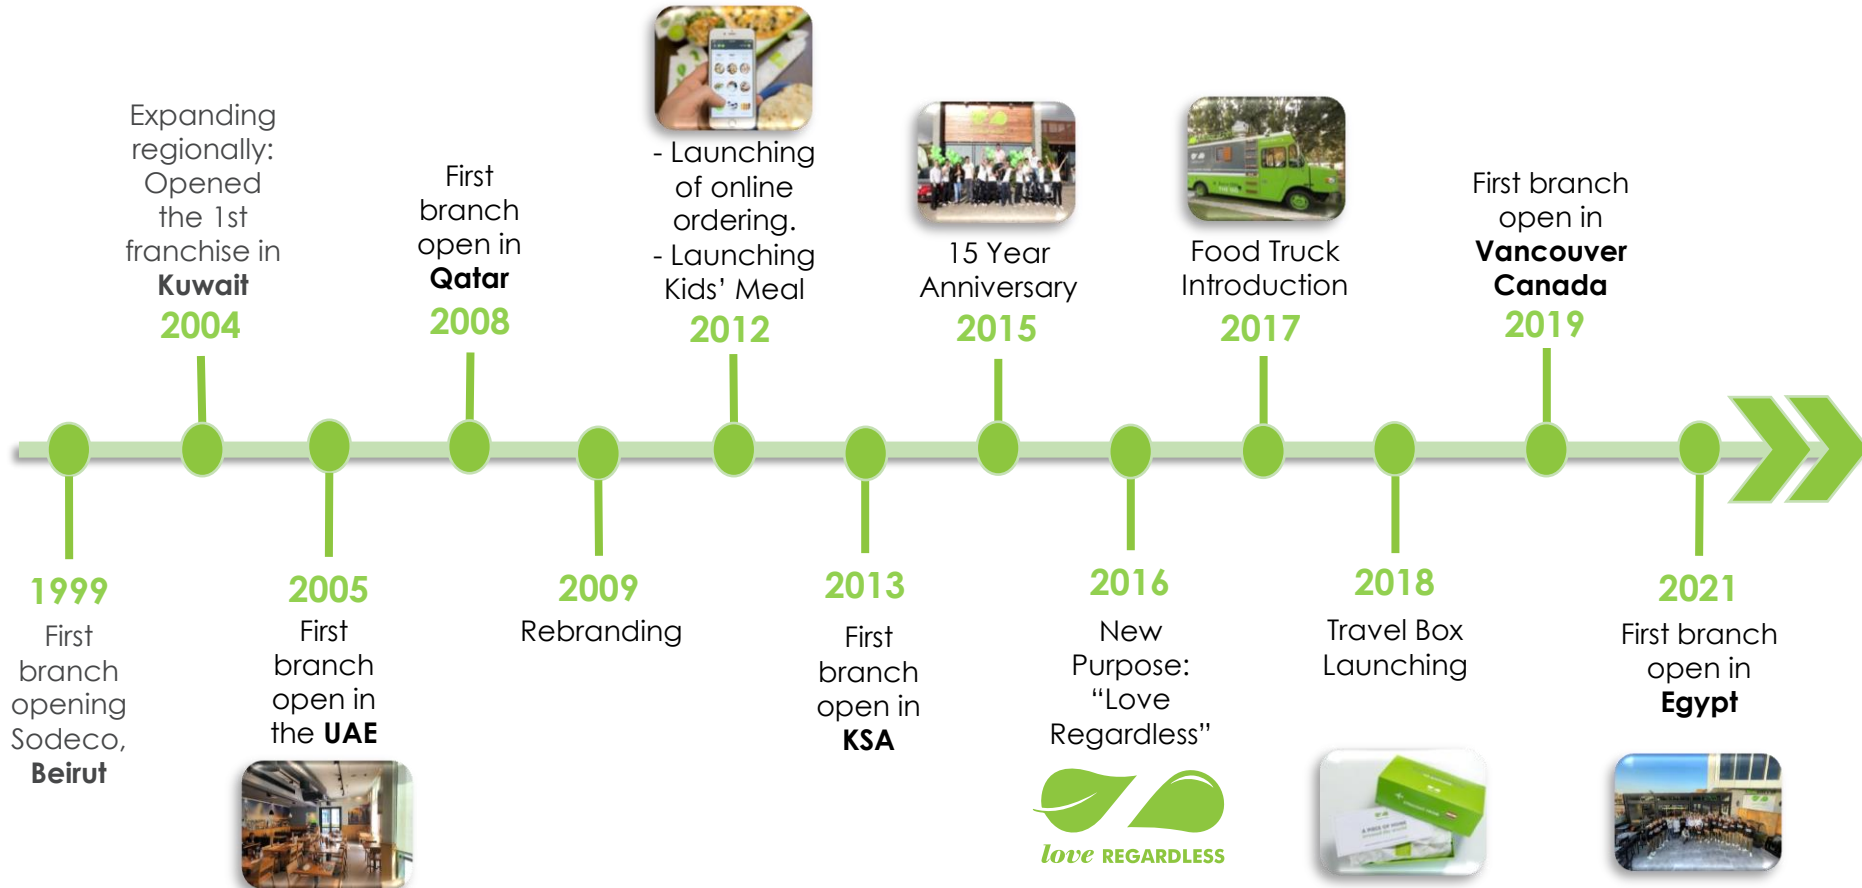 Expanding
regionally:
Opened
the 1st
franchise in
Kuwait
2004
First
branch
open in
Qatar
2008
- Launching
of online
ordering.
- Launching
Kids’ Meal
2012
15 Year
Anniversary
2015
Food Truck
Introduction
2017
First branch
open in
Vancouver
Canada
2019
1999
First
branch
opening
Sodeco,
Beirut
2005
First
branch
open in
the UAE
2009
Rebranding
2013
First
branch
open in
KSA
2016
New
Purpose:
“Love
Regardless”
love REGARDLESS
2018
Travel Box
Launching
A PIECE OF HOME
2021
First branch
open in
Egypt